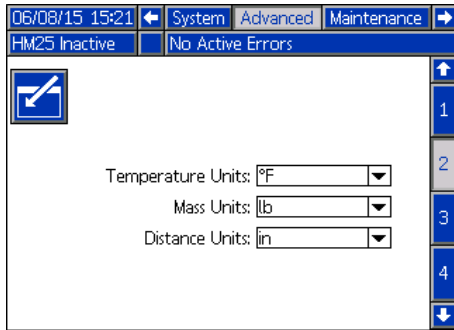 06/08/15 15:21 System Advanced Maintenance
HM25 Inactive No Active Errors
1
Temperature Units: °F
2
Mass Units: lb
3
Distance Units: in
4